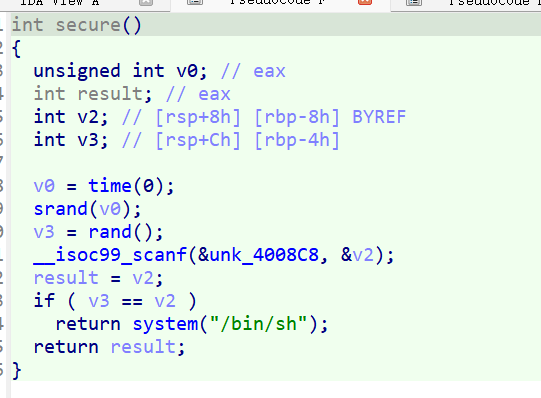 IDA View A Pseudocode F Pseudocode
int secure()
{
unsigned int v0; // eax
int result; // eax
int v2; // [rsp+8h] [rbp-8h] BYREF
int v3; // [rsp+Ch] [rbp-4h]
v0 = time(0);
srand(v0);
v3 = rand();
__isoc99_scanf(&unk_4008C8, &v2);
result = v2;
if ( v3 == v2 )
return system("/bin/sh");
return result;
}